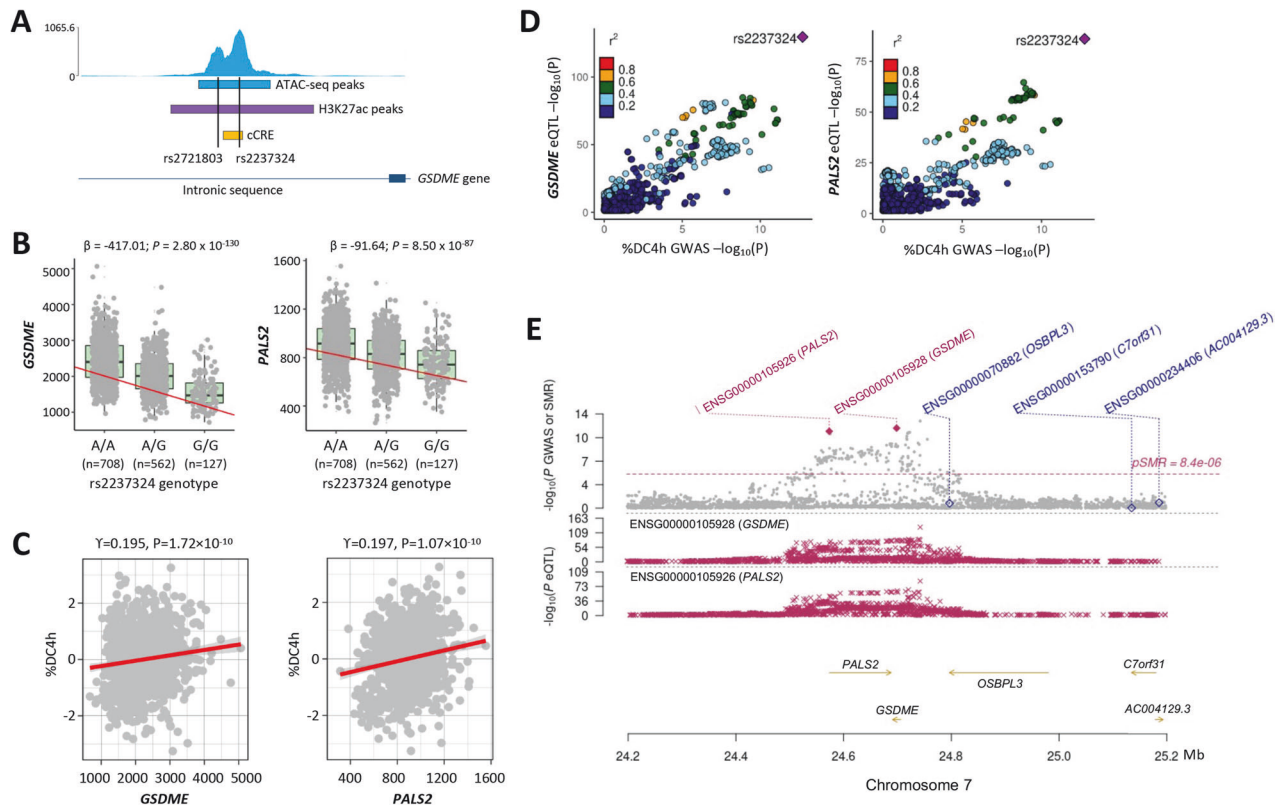 A
1065.6
0
ATAC-seq peaks
H3K27ac peaks
cCRE
rs2721803 rs2237324
GSDME gene
Intronic sequence
B
β = -417.01; P = 2.80 x 10-130
GSDME
5000
4000
3000
2000
1000
A/A A/G G/G
(n=708) (n=562) (n=127)
rs2237324 genotype
β = -91.64; P = 8.50 x 10-87
PALS2
1600
1200
800
400
A/A A/G G/G
(n=708) (n=562) (n=127)
rs2237324 genotype
C
ϒ=0.195, P=1.72×10-10
%DC4h
2
0
-2
1000 2000 3000 4000 5000
GSDME
ϒ=0.197, P=1.07×10-10
%DC4h
2
0
-2
400 800 1200 1600
PALS2
D
GSDME eQTL –log10(P)
100
50
0
r2
0.8
0.6
0.4
0.2
rs2237324
0 5 10
%DC4h GWAS –log10(P)
PALS2 eQTL –log10(P)
75
50
25
0
r2
0.8
0.6
0.4
0.2
rs2237324
0 5 10
%DC4h GWAS –log10(P)
E
ENSG00000105926 (PALS2)
ENSG00000105928 (GSDME)
ENSG00000070882 (OSBPL3)
ENSG00000153790 (C7orf31)
ENSG00000234406 (AC004129.3)
-log10(P GWAS or SMR)
14
11
7
4
0
pSMR = 8.4e-06
-log10(P eQTL)
163
109
54
0
ENSG00000105928 (GSDME)
109
73
36
0
ENSG00000105926 (PALS2)
PALS2
OSBPL3
C7orf31
GSDME
AC004129.3
24.2 24.4 24.6 24.8 25.0 25.2 Mb
Chromosome 7